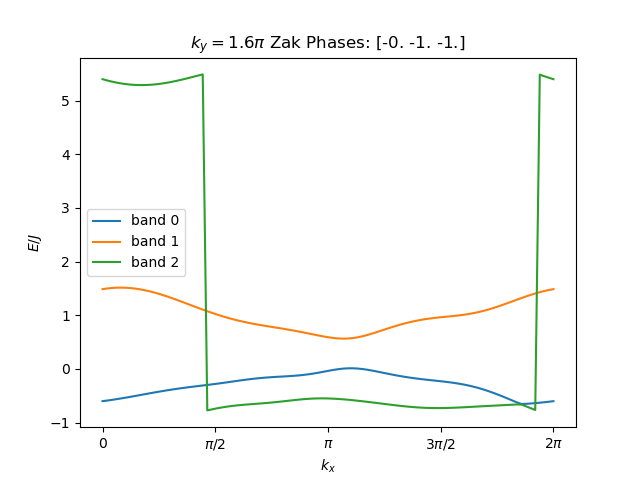 $k_y = 1.6\pi$ Zak Phases: [-0. -1. -1.]
E/J
5
4
3
2
1
0
−1
band 0
band 1
band 2
0 π/2 π 3π/2 2π
$k_x$